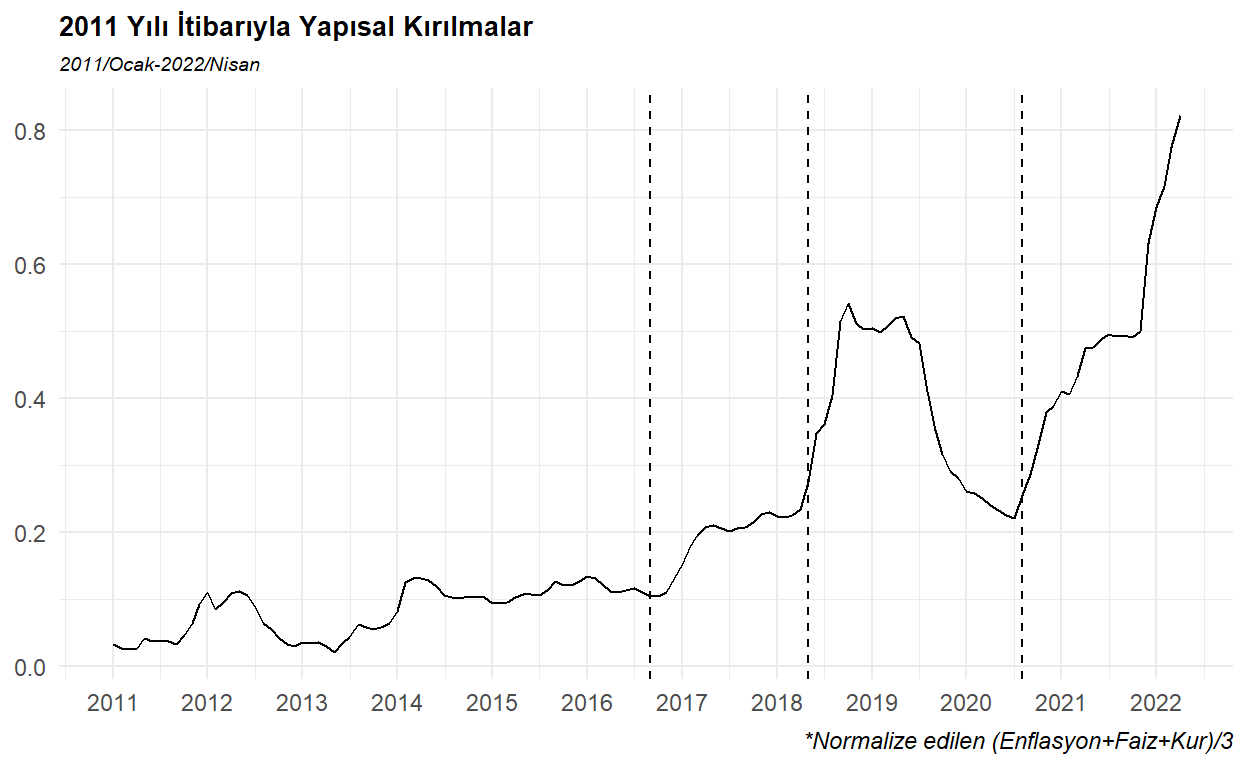 2011 Yılı İtibarıyla Yapısal Kırılmalar
2011/Ocak-2022/Nisan
0.8
0.6
0.4
0.2
0.0
2011 2012 2013 2014 2015 2016 2017 2018 2019 2020 2021 2022
*Normalize edilen (Enflasyon+Faiz+Kur)/3